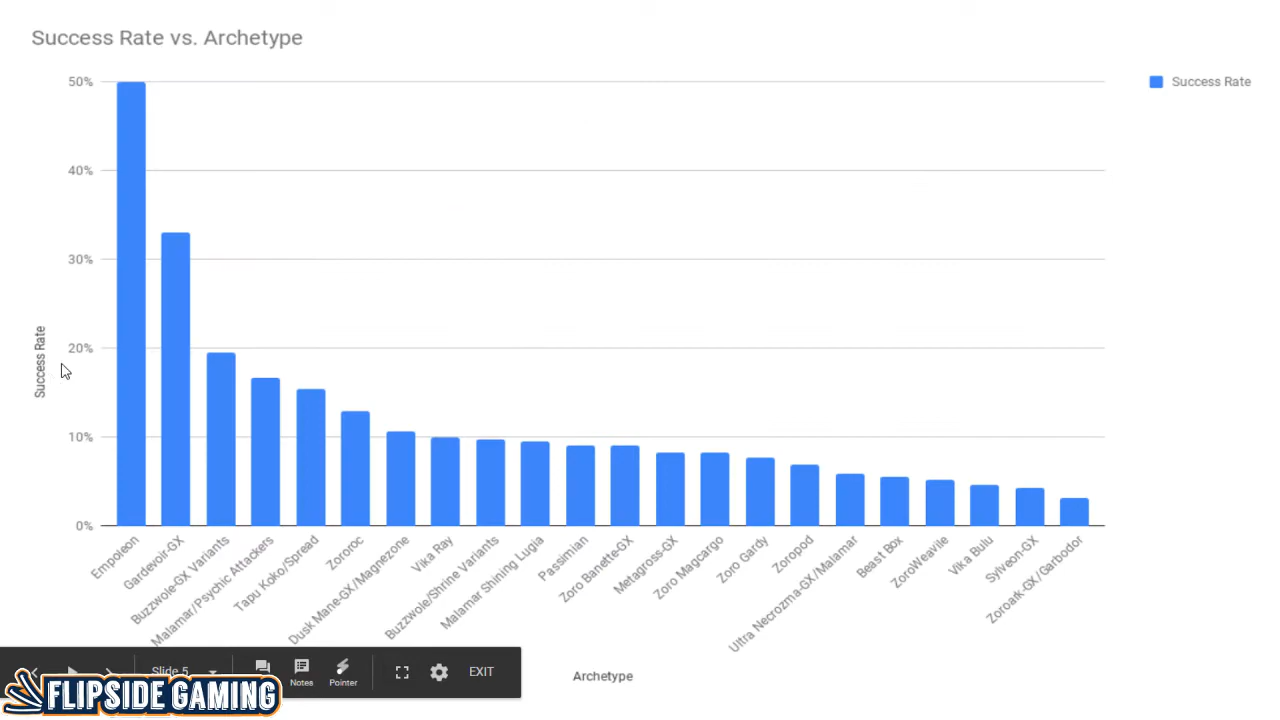 Success Rate vs. Archetype
Success Rate
50%
40%
30%
20%
10%
0%
Success Rate
Empoleon
Gardevoir-GX
Buzzwole-GX Variants
Malamar/Psychic Attackers
Tapu Koko/Spread
Zororoc
Dusk Mane-GX/Magnezone
Vika Ray
Buzzwole/Shrine Variants
Malamar Shining Lugia
Passimian
Zoro Banette-GX
Metagross-GX
Zoro Magcargo
Zoro Gardy
Zoropod
Ultra Necrozma-GX/Malamar
Beast Box
ZoroWeavile
Vika Bulu
Sylveon-GX
Zoroark-GX/Garbodor
Archetype
Slide 5
Notes
Pointer
EXIT
FLIPSIDE GAMING